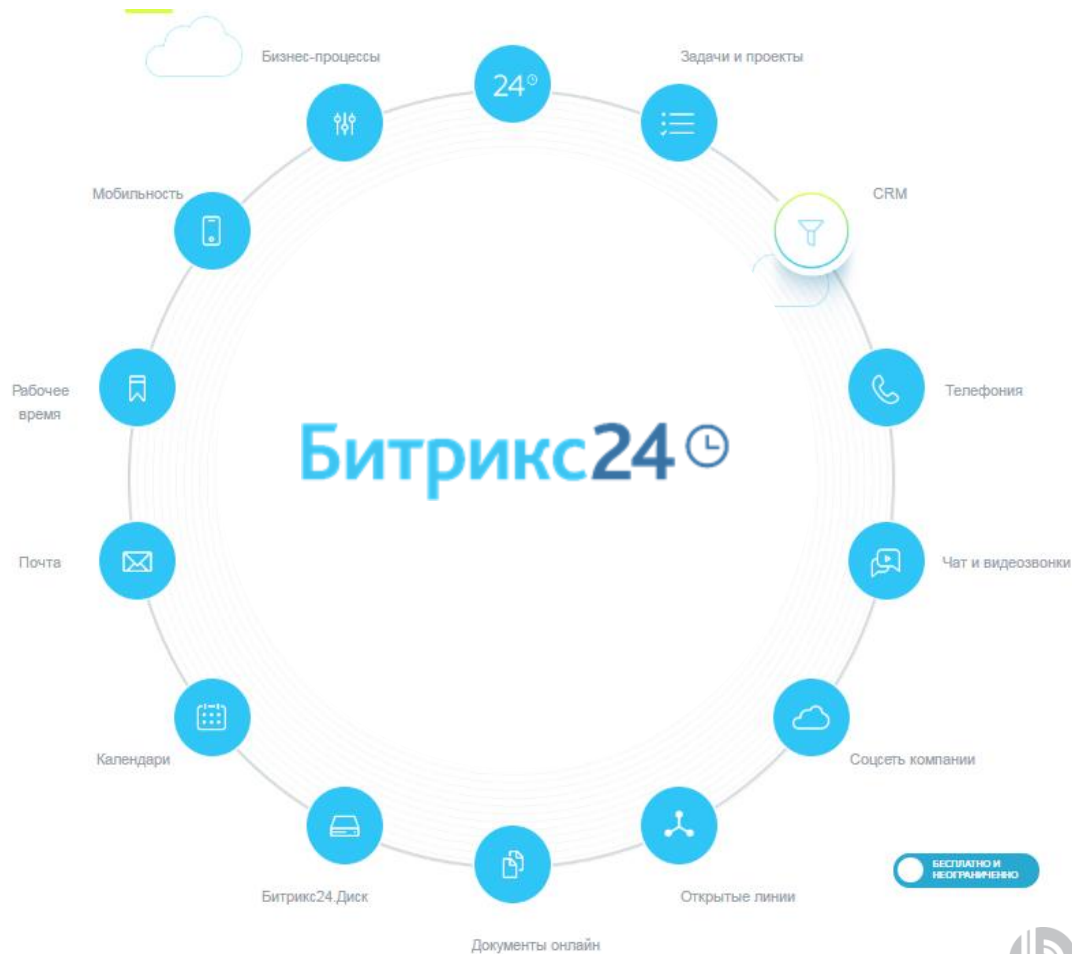 Бизнес-процессы
24
Задачи и проекты
Мобильность
CRM
Рабочее
время
Телефония
Битрикс24
Почта
Чат и видеозвонки
Календари
Соцсеть компании
БЕСПЛАТНО И
НЕОГРАНИЧЕННО
Битрикс24.Диск
Открытые линии
Документы онлайн